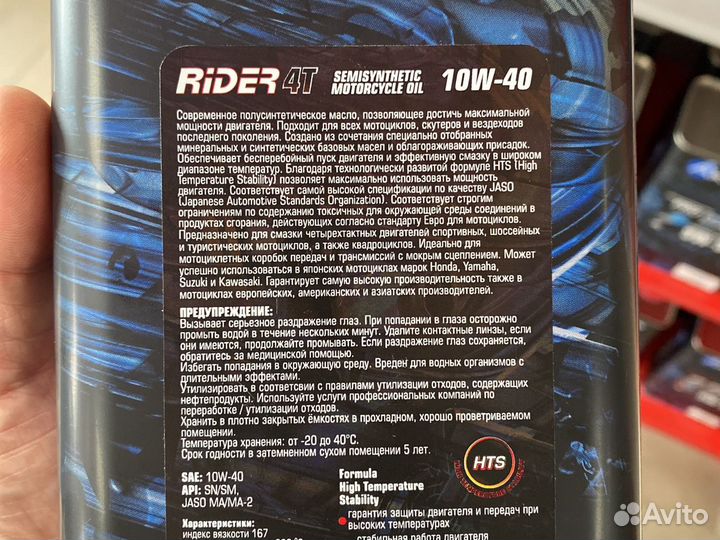 RiDER 4T SEMISYNTHETIC MOTORCYCLE OIL 10W-40
Современное полусинтетическое масло, позволяющее достичь максимальной
мощности двигателя. Подходит для всех мотоциклов, скутеров и вездеходов
последнего поколения. Создано из сочетания специально отобранных
минеральных и синтетических базовых масел и облагораживающих присадок.
Обеспечивает бесперебойный пуск двигателя и эффективную смазку в широком
диапазоне температур. Благодаря технологически развитой формуле HTS (High
Temperature Stability) позволяет максимально использовать мощность
двигателя. Соответствует самой высокой спецификации по качеству JASO
(Japanese Automotive Standards Organization). Соответствует строгим
ограничениям по содержанию токсичных для окружающей среды соединений в
продуктах сгорания, действующих согласно стандарту Евро для мотоциклов.
Предназначено для смазки четырехтактных двигателей спортивных, шоссейных
и туристических мотоциклов, а также квадроциклов. Идеально для
мотоциклетных коробок передач и трансмиссий с мокрым сцеплением. Может
успешно использоваться в японских мотоциклах марок Honda, Yamaha,
Suzuki и Kawasaki. Гарантирует самую высокую производительность также в
мотоциклах европейских, американских и азиатских производителей.
ПРЕДУПРЕЖДЕНИЕ:
Вызывает серьезное раздражение глаз. При попадании в глаза осторожно
промыть водой в течение нескольких минут. Удалите контактные линзы, если
они имеются, продолжайте промывать. Если раздражение глаз сохраняется,
обратитесь за медицинской помощью.
Избегать попадания в окружающую среду. Вреден для водных организмов с
длительными эффектами.
Утилизировать в соответсвии с правилами утилизации отходов, содержащих
нефтепродукты. Используйте услуги профессиональных компаний по
переработке / утилизации отходов.
Хранить в плотно закрытых ёмкостях в прохладном, хорошо проветриваемом
помещении.
Температура хранения: от -20 до 40°C.
Срок годности в затемненном сухом помещении 5 лет.
SAE: 10W-40
API: SN/SM,
JASO MA/MA-2
Характеристики:
индекс вязкости 167
Formula
High Temperature
Stability
гарантия защиты двигателя и передач при
высоких температурах
стабильная работа двигателя
HTS
Avito